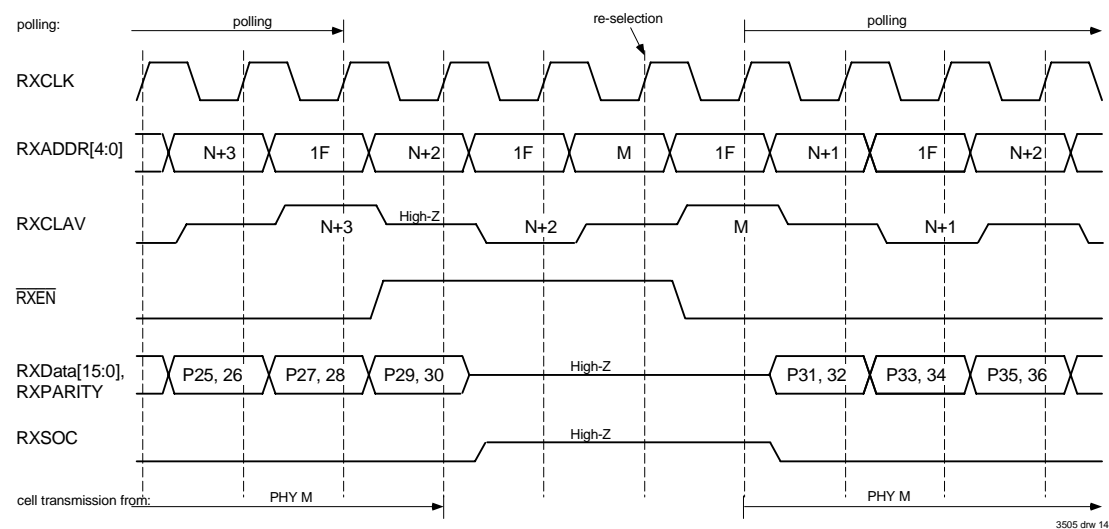 polling:
polling
re-selection
polling
RXCLK
RXADDR[4:0]
N+3
1F
N+2
1F
M
1F
N+1
1F
N+2
RXCLAV
N+3
High-Z
N+2
M
N+1
RXEN
RXData[15:0],
RXPARITY
P25, 26
P27, 28
P29, 30
High-Z
P31, 32
P33, 34
P35, 36
RXSOC
High-Z
cell transmission from:
PHY M
PHY M
3505 drw 14